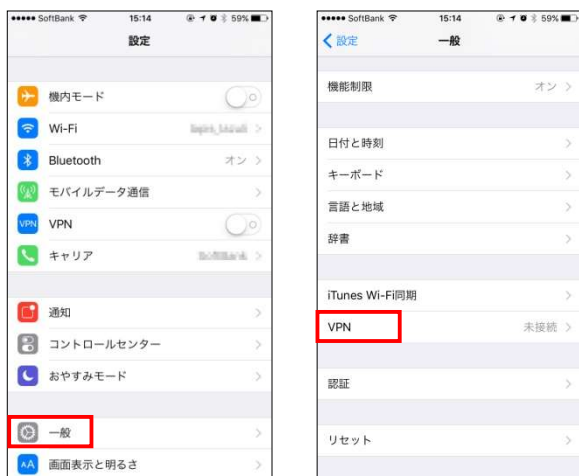 SoftBank 15:14 59%
設定
機内モード
Wi-Fi
Bluetooth オン
モバイルデータ通信
VPN VPN
キャリア
通知
コントロールセンター
おやすみモード
一般
AA 画面表示と明るさ
SoftBank 15:14 59%
設定 一般
機能制限 オン
日付と時刻
キーボード
言語と地域
辞書
iTunes Wi-Fi同期
VPN 未接続
認証
リセット